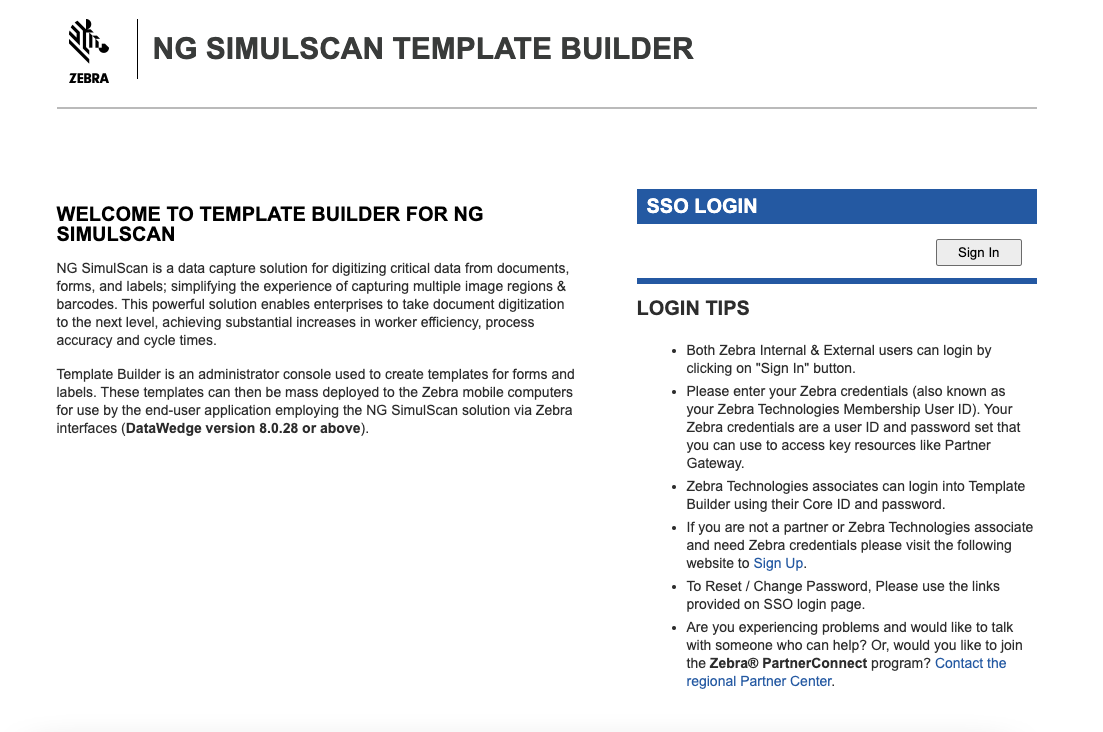 ZEBRA
NG SIMULSCAN TEMPLATE BUILDER
WELCOME TO TEMPLATE BUILDER FOR NG
SIMULSCAN
NG SimulScan is a data capture solution for digitizing critical data from documents,
forms, and labels; simplifying the experience of capturing multiple image regions &
barcodes. This powerful solution enables enterprises to take document digitization
to the next level, achieving substantial increases in worker efficiency, process
accuracy and cycle times.
Template Builder is an administrator console used to create templates for forms and
labels. These templates can then be mass deployed to the Zebra mobile computers
for use by the end-user application employing the NG SimulScan solution via Zebra
interfaces (DataWedge version 8.0.28 or above).
SSO LOGIN
Sign In
LOGIN TIPS
• Both Zebra Internal & External users can login by
clicking on "Sign In" button.
• Please enter your Zebra credentials (also known as
your Zebra Technologies Membership User ID). Your
Zebra credentials are a user ID and password set that
you can use to access key resources like Partner
Gateway.
• Zebra Technologies associates can login into Template
Builder using their Core ID and password.
• If you are not a partner or Zebra Technologies associate
and need Zebra credentials please visit the following
website to Sign Up.
• To Reset / Change Password, Please use the links
provided on SSO login page.
• Are you experiencing problems and would like to talk
with someone who can help? Or, would you like to join
the Zebra® PartnerConnect program? Contact the
regional Partner Center.